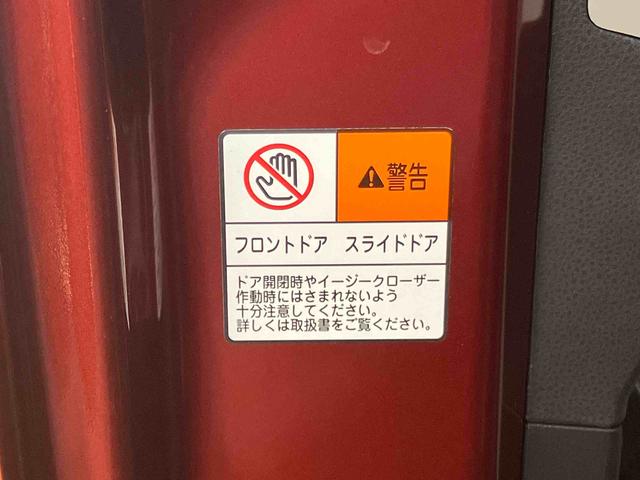 警告
フロントドア スライドドア
ドア開閉時やイージークローザー
作動時にはさまれないよう
十分注意してください。
詳しくは取扱書をご覧ください。